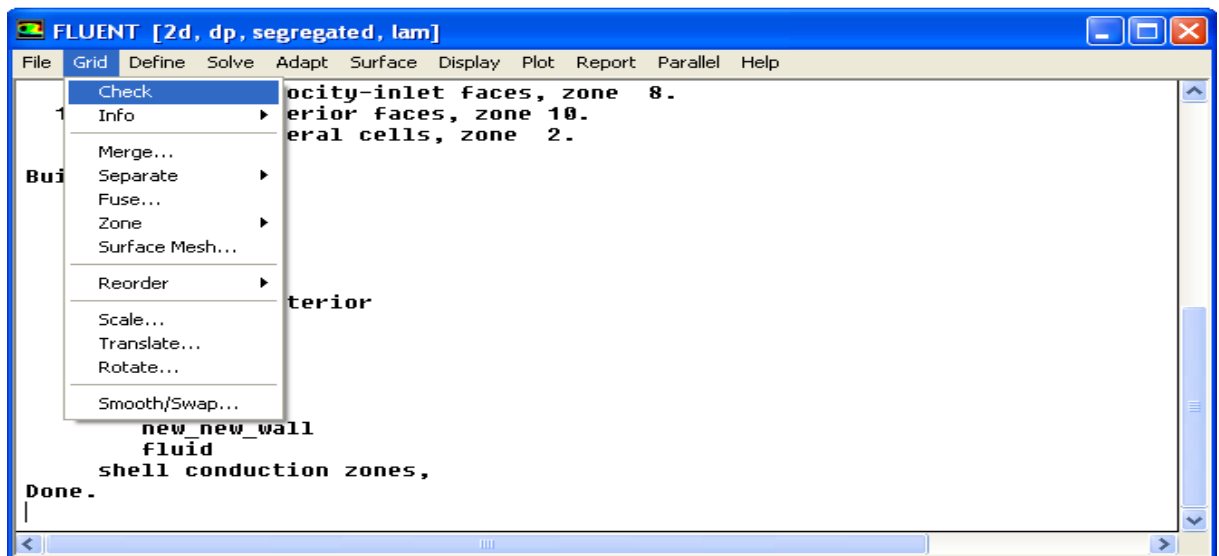 FLUENT [2d, dp, segregated, lam]
File Grid Define Solve Adapt Surface Display Plot Report Parallel Help
Check
Info
Merge...
Separate
Fuse...
Zone
Surface Mesh...
Reorder
Scale...
Translate...
Rotate...
Smooth/Swap...
ocity-inlet faces, zone 8.
1 erior faces, zone 10.
eral cells, zone 2.
Bui
terior
new_new_wall
fluid
shell conduction zones,
Done.